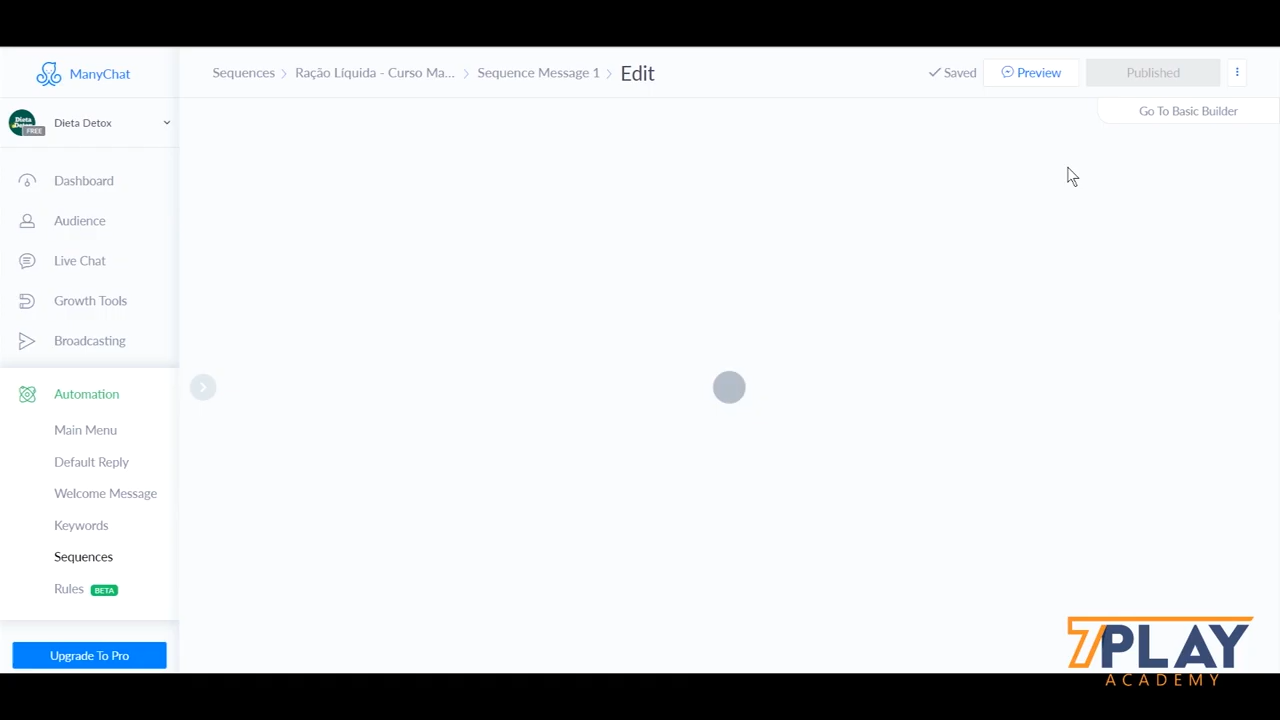 ManyChat
Sequences > Ração Líquida - Curso Ma... > Sequence Message 1 > Edit
Saved
Preview
Published
Go To Basic Builder
Dieta Detox
FREE
Dashboard
Audience
Live Chat
Growth Tools
Broadcasting
Automation
Main Menu
Default Reply
Welcome Message
Keywords
Sequences
Rules BETA
Upgrade To Pro
7PLAY
ACADEMY